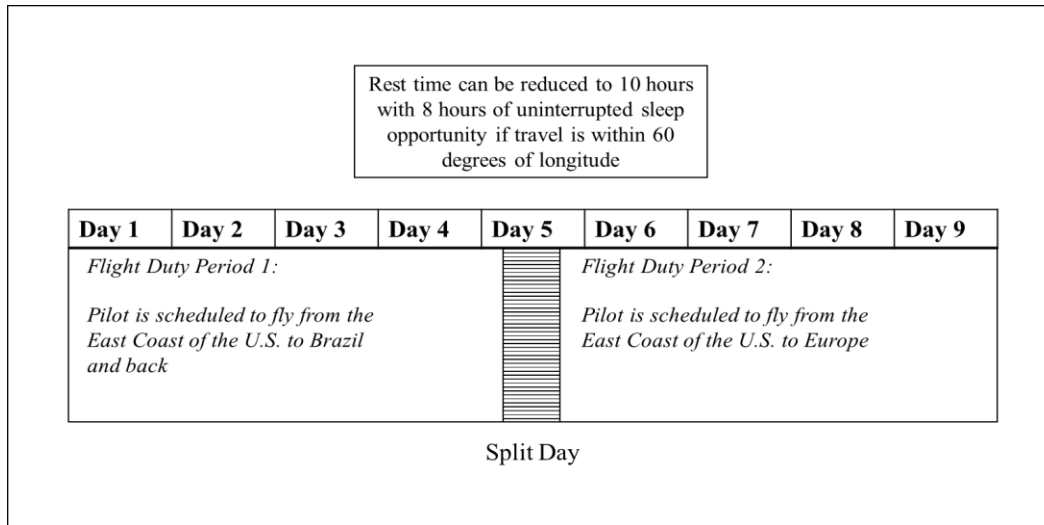 Rest time can be reduced to 10 hours
with 8 hours of uninterrupted sleep
opportunity if travel is within 60
degrees of longitude
Day 1 Day 2 Day 3 Day 4 Day 5 Day 6 Day 7 Day 8 Day 9
Flight Duty Period 1:
Pilot is scheduled to fly from the
East Coast of the U.S. to Brazil
and back
Flight Duty Period 2:
Pilot is scheduled to fly from the
East Coast of the U.S. to Europe
Split Day